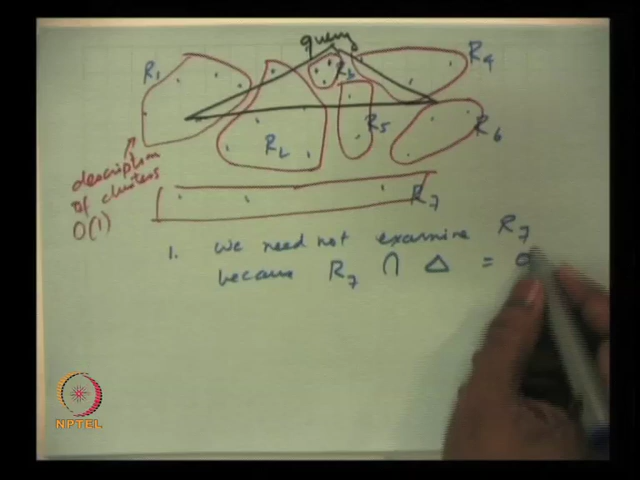 query
R1
R3
R4
R2
R5
R6
description
of clusters
O(1)
R7
1. We need not examine R7
because R7 ∩ Δ =
NPTEL